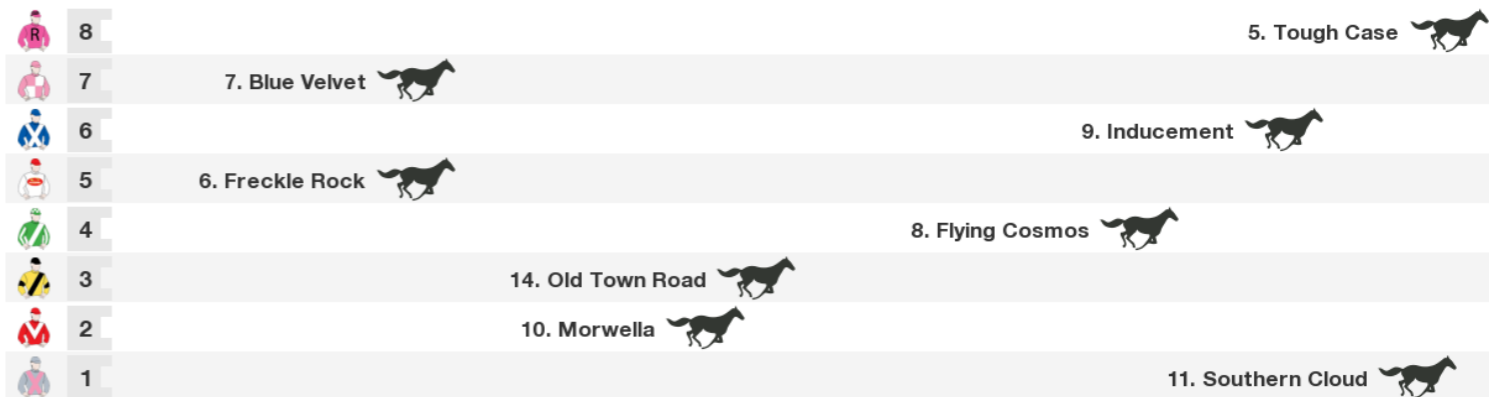 R 8 5. Tough Case
7 7. Blue Velvet
6 9. Inducement
5 6. Freckle Rock
4 8. Flying Cosmos
3 14. Old Town Road
2 10. Morwella
1 11. Southern Cloud